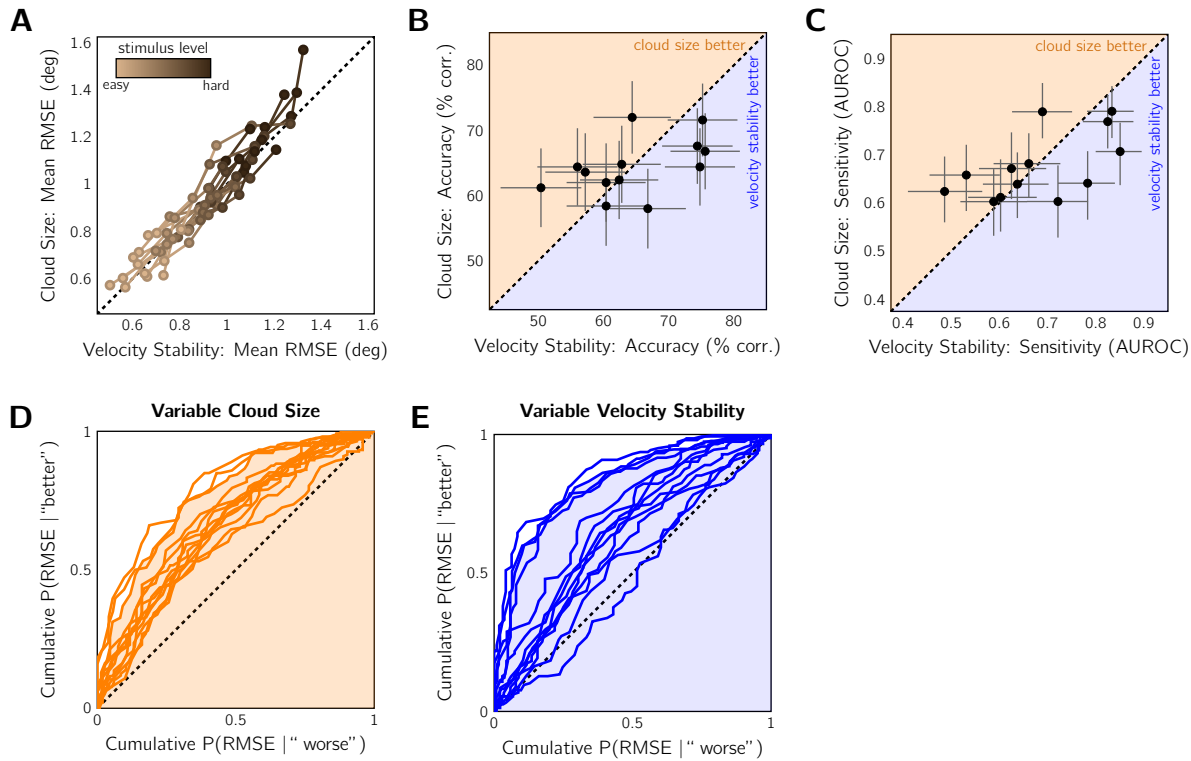 A
Cloud Size: Mean RMSE (deg)
1.6
1.4
1.2
1
0.8
0.6
stimulus level
easy
hard
0.6 0.8 1 1.2 1.4 1.6
Velocity Stability: Mean RMSE (deg)
B
Cloud Size: Accuracy (% corr.)
80
70
60
50
cloud size better
velocity stability better
50 60 70 80
Velocity Stability: Accuracy (% corr.)
C
Cloud Size: Sensitivity (AUROC)
0.9
0.8
0.7
0.6
0.5
0.4
cloud size better
velocity stability better
0.4 0.5 0.6 0.7 0.8 0.9
Velocity Stability: Sensitivity (AUROC)
D
Variable Cloud Size
Cumulative P(RMSE |“better”)
1
0.5
0
0 0.5 1
Cumulative P(RMSE |“ worse”)
E
Variable Velocity Stability
Cumulative P(RMSE |“better”)
1
0.5
0
0 0.5 1
Cumulative P(RMSE |“ worse”)